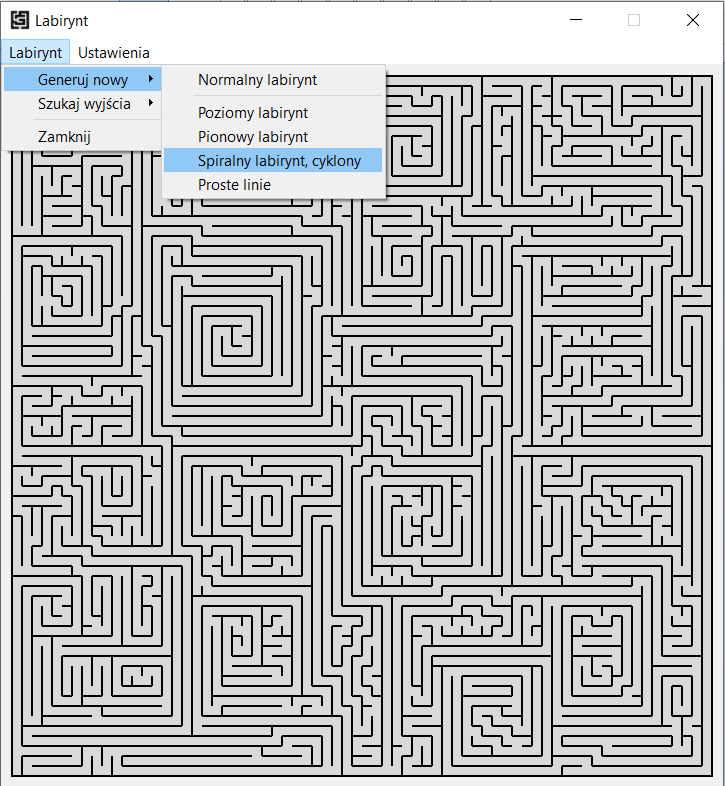 Labirynt
Labirynt Ustawienia
Generuj nowy
Szukaj wyjścia
Zamknij
Normalny labirynt
Poziomy labirynt
Pionowy labirynt
Spiralny labirynt, cyklony
Proste linie